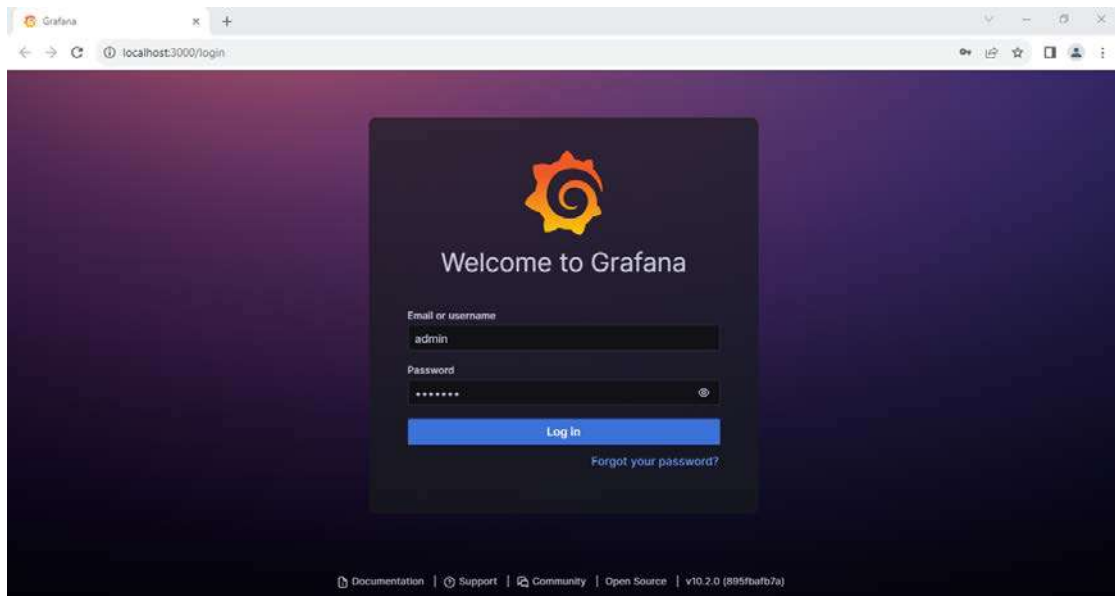 Grafana
localhost:3000/login
Welcome to Grafana
Email or username
admin
Password
•••••••
Log in
Forgot your password?
Documentation | Support | Community | Open Source | v10.2.0 (895fbafb7a)